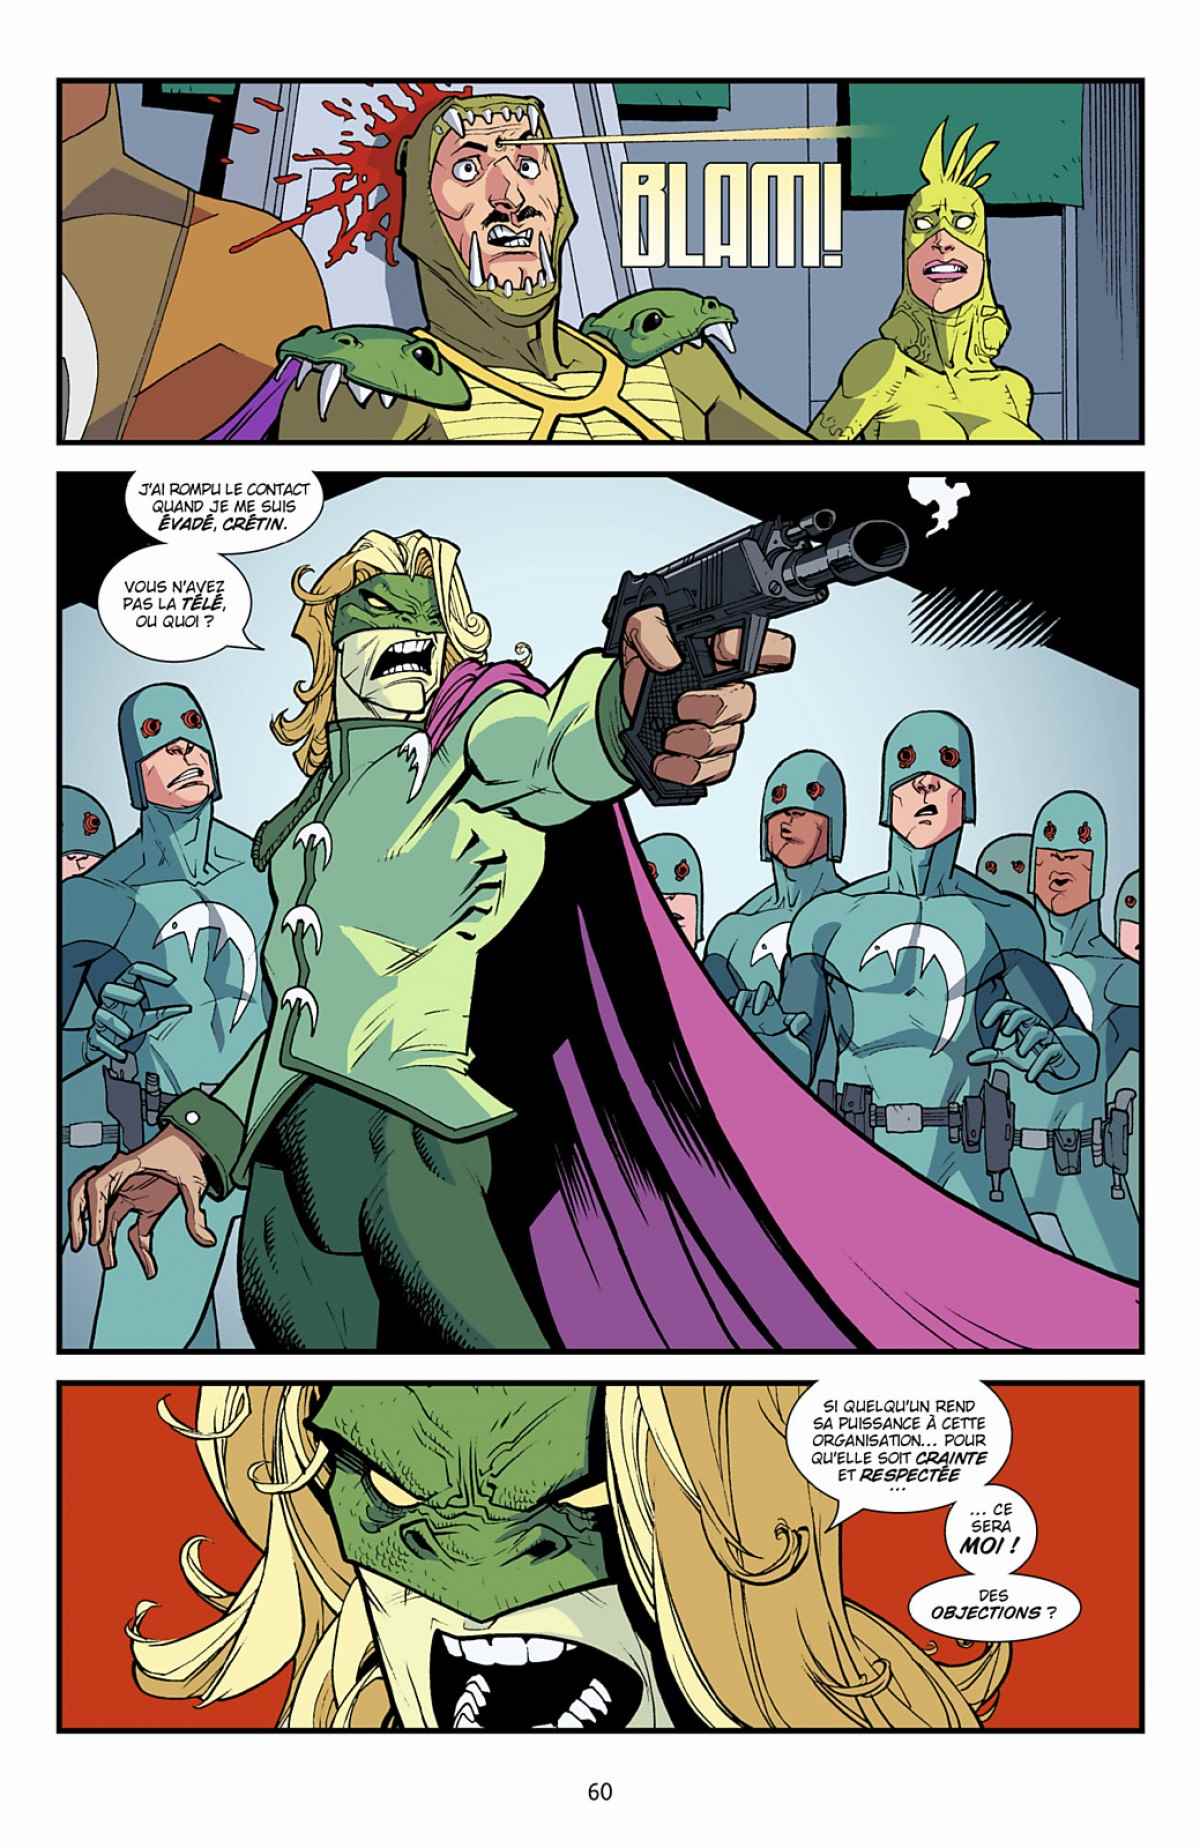 BLAM!
J'AI ROMPU LE CONTACT
QUAND JE ME SUIS
ÉVADÉ, CRÉTIN.
VOUS N'AVEZ
PAS LA TÉLÉ,
OU QUOI ?
SI QUELQU'UN REND
SA PUISSANCE À CETTE
ORGANISATION... POUR
QU'ELLE SOIT CRAINTE
ET RESPECTÉE
...
... CE
SERA
MOI !
DES
OBJECTIONS ?
60